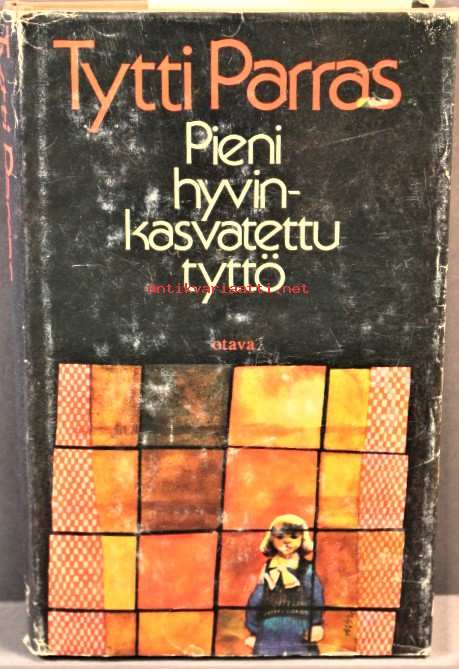 Tytti Parras
Pieni
hyvin-
kasvatettu
tyttö
antikvariaatti.net
otava